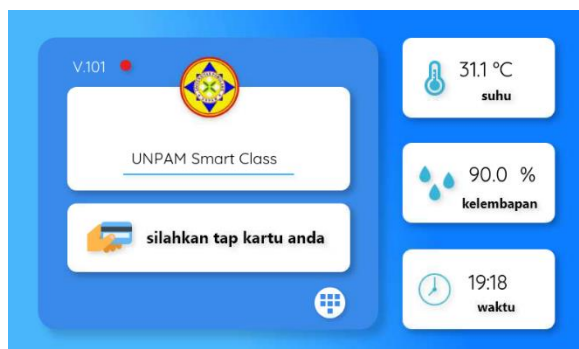 V.101
UNPAM Smart Class
silahkan tap kartu anda
31.1 °C
suhu
90.0 %
kelembapan
19:18
waktu